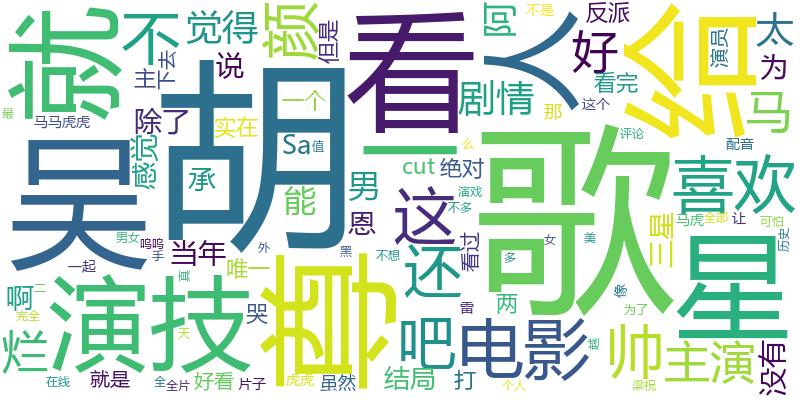 就
不
觉得
颜
但是
看
人
阿
反派
好
给
演员
太
为
主
下去
说
一个
剧情
看完
那
这个
马
最
马马虎虎
除了
实在
胡
Sa
值
一
歌
评论
配音
吴
感觉
承
能
男
恩
cut
绝对
么
演戏
不多
喜欢
这
三星
马虎
全部
让
可怕
男女
呜呜
手
当年
外
黑
不想
看过
还
多
女
美
像
星
历史
一起
唯一
尊
哭
啊
二
真
雷
两
为了
完全
演技
天
吧
电影
帅
主演
没有
烂
在线
就是
全
全片
好看
片子
虎虎
虽然
结局
打
个人
梁祝